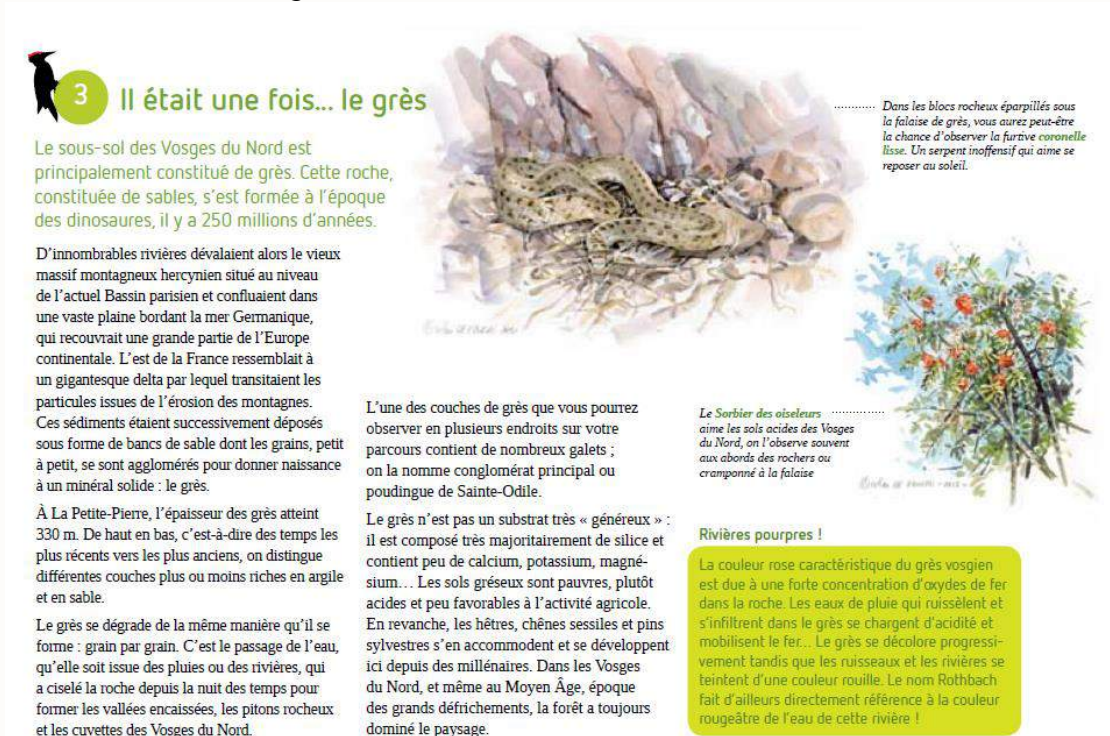 3
Il était une fois... le grès
Le sous-sol des Vosges du Nord est
principalement constitué de grès. Cette roche,
constituée de sables, s'est formée à l'époque
des dinosaures, il y a 250 millions d'années.
D'innombrables rivières dévalaient alors le vieux
massif montagneux hercynien situé au niveau
de l'actuel Bassin parisien et confluaient dans
une vaste plaine bordant la mer Germanique,
qui recouvrait une grande partie de l'Europe
continentale. L'est de la France ressemblait à
un gigantesque delta par lequel transitaient les
particules issues de l'érosion des montagnes.
Ces sédiments étaient successivement déposés
sous forme de bancs de sable dont les grains, petit
à petit, se sont agglomérés pour donner naissance
à un minéral solide : le grès.
À La Petite-Pierre, l'épaisseur des grès atteint
330 m. De haut en bas, c'est-à-dire des temps les
plus récents vers les plus anciens, on distingue
différentes couches plus ou moins riches en argile
et en sable.
Le grès se dégrade de la même manière qu'il se
forme : grain par grain. C'est le passage de l'eau,
qu'elle soit issue des pluies ou des rivières, qui
a ciselé la roche depuis la nuit des temps pour
former les vallées encaissées, les pitons rocheux
et les cuvettes des Vosges du Nord.
L'une des couches de grès que vous pourrez
observer en plusieurs endroits sur votre
parcours contient de nombreux galets ;
on la nomme conglomérat principal ou
poudingue de Sainte-Odile.
Le grès n'est pas un substrat très « généreux » :
il est composé très majoritairement de silice et
contient peu de calcium, potassium, magné-
sium… Les sols gréseux sont pauvres, plutôt
acides et peu favorables à l'activité agricole.
En revanche, les hêtres, chênes sessiles et pins
sylvestres s'en accommodent et se développent
ici depuis des millénaires. Dans les Vosges
du Nord, et même au Moyen Âge, époque
des grands défrichements, la forêt a toujours
dominé le paysage.
Dans les blocs rocheux éparpillés sous
la falaise de grès, vous aurez peut-être
la chance d'observer la furtive coronelle
lisse. Un serpent inoffensif qui aime se
reposer au soleil.
Le Sorbier des oiseleurs
aime les sols acides des Vosges
du Nord, on l'observe souvent
aux abords des rochers ou
cramponné à la falaise
Rivières pourpres !
La couleur rose caractéristique du grès vosgien
est due à une forte concentration d'oxydes de fer
dans la roche. Les eaux de pluie qui ruissèlent et
s'infiltrent dans le grès se chargent d'acidité et
mobilisent le fer... Le grès se décolore progressi-
vement tandis que les ruisseaux et les rivières se
teintent d'une couleur rouille. Le nom Rothbach
fait d'ailleurs directement référence à la couleur
rougeâtre de l'eau de cette rivière !